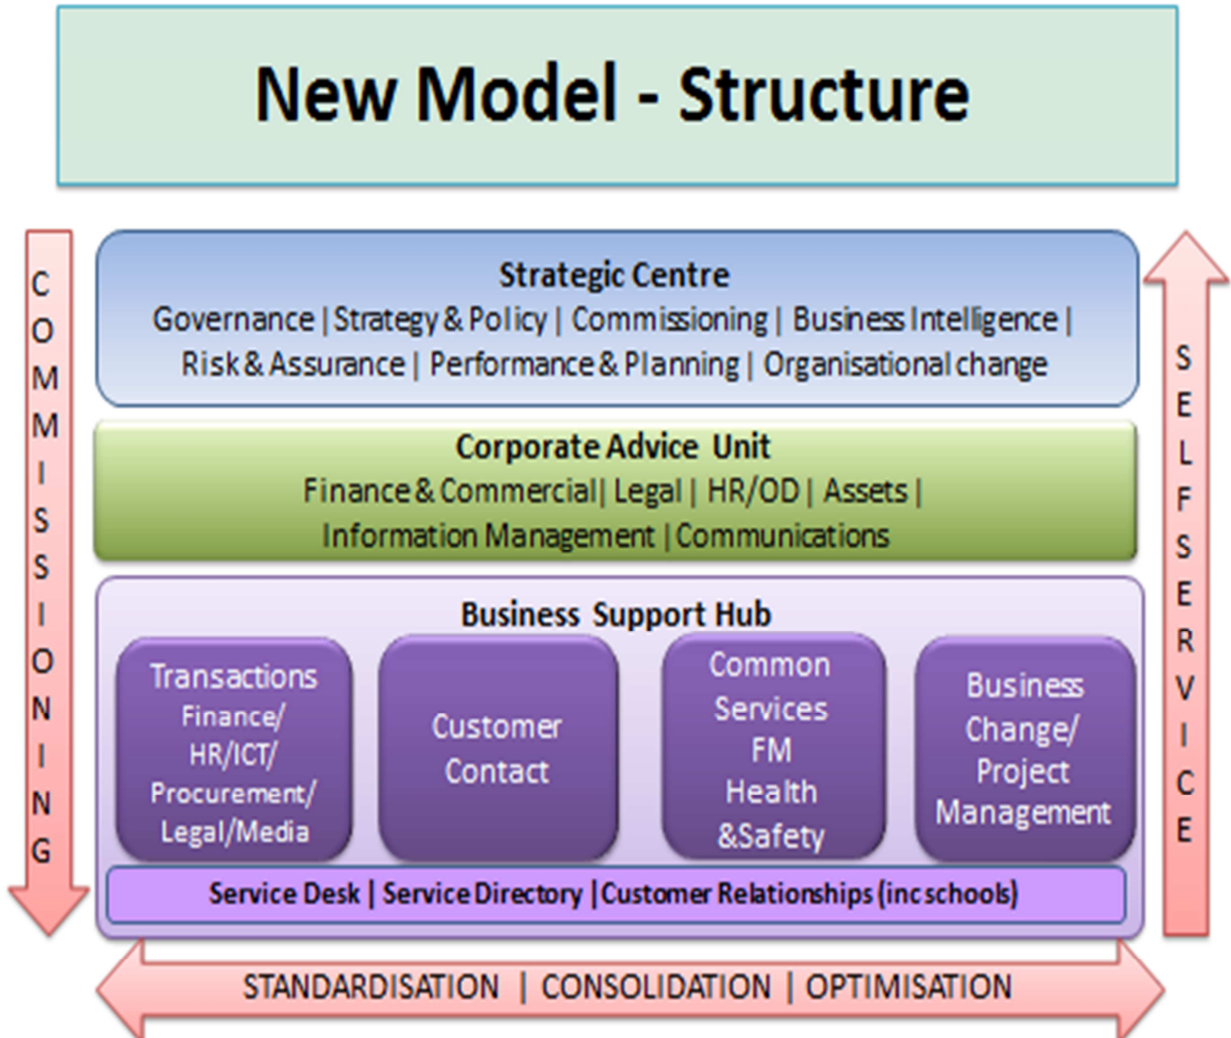 New Model - Structure
COMMISSIONING
Strategic Centre
Governance | Strategy & Policy | Commissioning | Business Intelligence |
Risk & Assurance | Performance & Planning | Organisational change
Corporate Advice Unit
Finance & Commercial | Legal | HR/OD | Assets |
Information Management | Communications
Business Support Hub
Transactions
Finance/
HR/ICT/
Procurement/
Legal/Media
Customer
Contact
Common
Services
FM
Health
&Safety
Business
Change/
Project
Management
Service Desk | Service Directory | Customer Relationships (inc schools)
SELF SERVICE
STANDARDISATION | CONSOLIDATION | OPTIMISATION